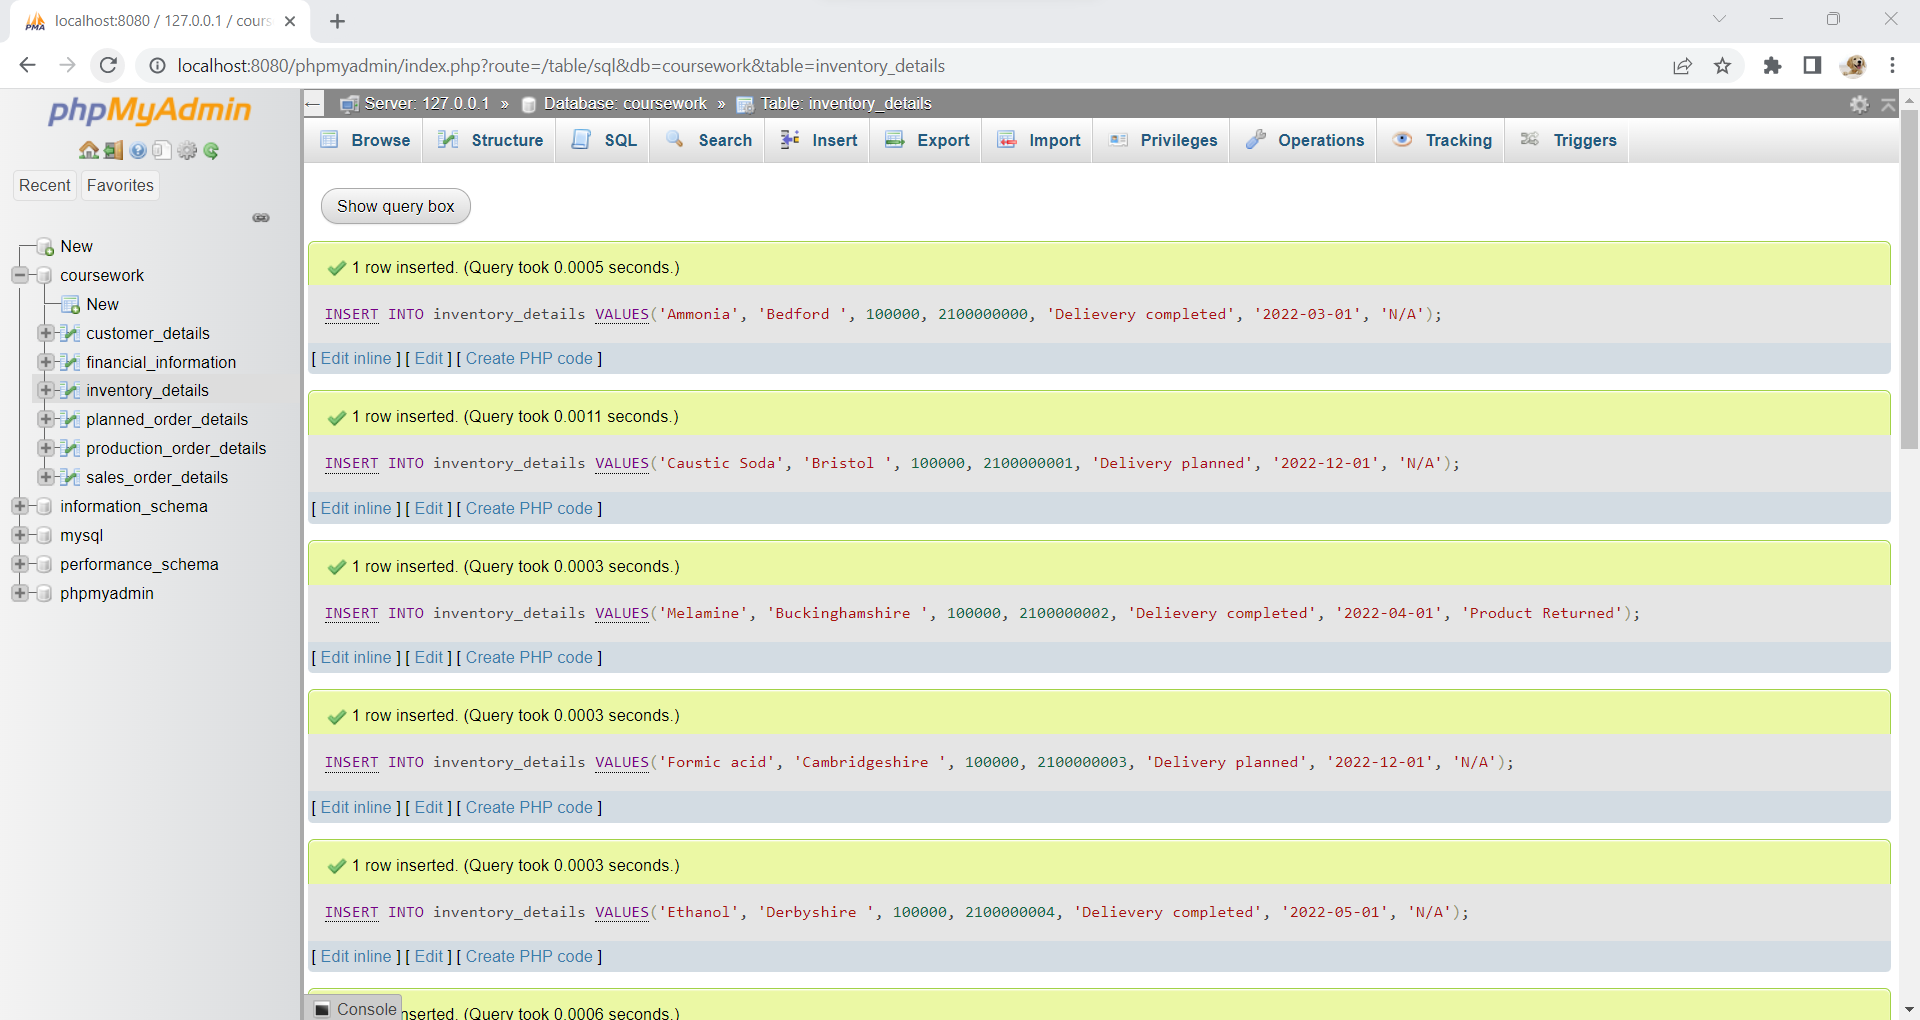 localhost:8080 / 127.0.0.1 / cours
localhost:8080/phpmyadmin/index.php?route=/table/sql&db=coursework&table=inventory_details
phpMyAdmin
Recent Favorites
New
coursework
New
customer_details
financial_information
inventory_details
planned_order_details
production_order_details
sales_order_details
information_schema
mysql
performance_schema
phpmyadmin
Server: 127.0.0.1 » Database: coursework » Table: inventory_details
Browse Structure SQL Search Insert Export Import Privileges Operations Tracking Triggers
Show query box
1 row inserted. (Query took 0.0005 seconds.)
INSERT INTO inventory_details VALUES('Ammonia', 'Bedford ', 100000, 2100000000, 'Delievery completed', '2022-03-01', 'N/A');
[ Edit inline ] [ Edit ] [ Create PHP code ]
1 row inserted. (Query took 0.0011 seconds.)
INSERT INTO inventory_details VALUES('Caustic Soda', 'Bristol ', 100000, 2100000001, 'Delivery planned', '2022-12-01', 'N/A');
[ Edit inline ] [ Edit ] [ Create PHP code ]
1 row inserted. (Query took 0.0003 seconds.)
INSERT INTO inventory_details VALUES('Melamine', 'Buckinghamshire ', 100000, 2100000002, 'Delievery completed', '2022-04-01', 'Product Returned');
[ Edit inline ] [ Edit ] [ Create PHP code ]
1 row inserted. (Query took 0.0003 seconds.)
INSERT INTO inventory_details VALUES('Formic acid', 'Cambridgeshire ', 100000, 2100000003, 'Delivery planned', '2022-12-01', 'N/A');
[ Edit inline ] [ Edit ] [ Create PHP code ]
1 row inserted. (Query took 0.0003 seconds.)
INSERT INTO inventory_details VALUES('Ethanol', 'Derbyshire ', 100000, 2100000004, 'Delievery completed', '2022-05-01', 'N/A');
[ Edit inline ] [ Edit ] [ Create PHP code ]
Console nserted. (Query took 0.0006 seconds.)